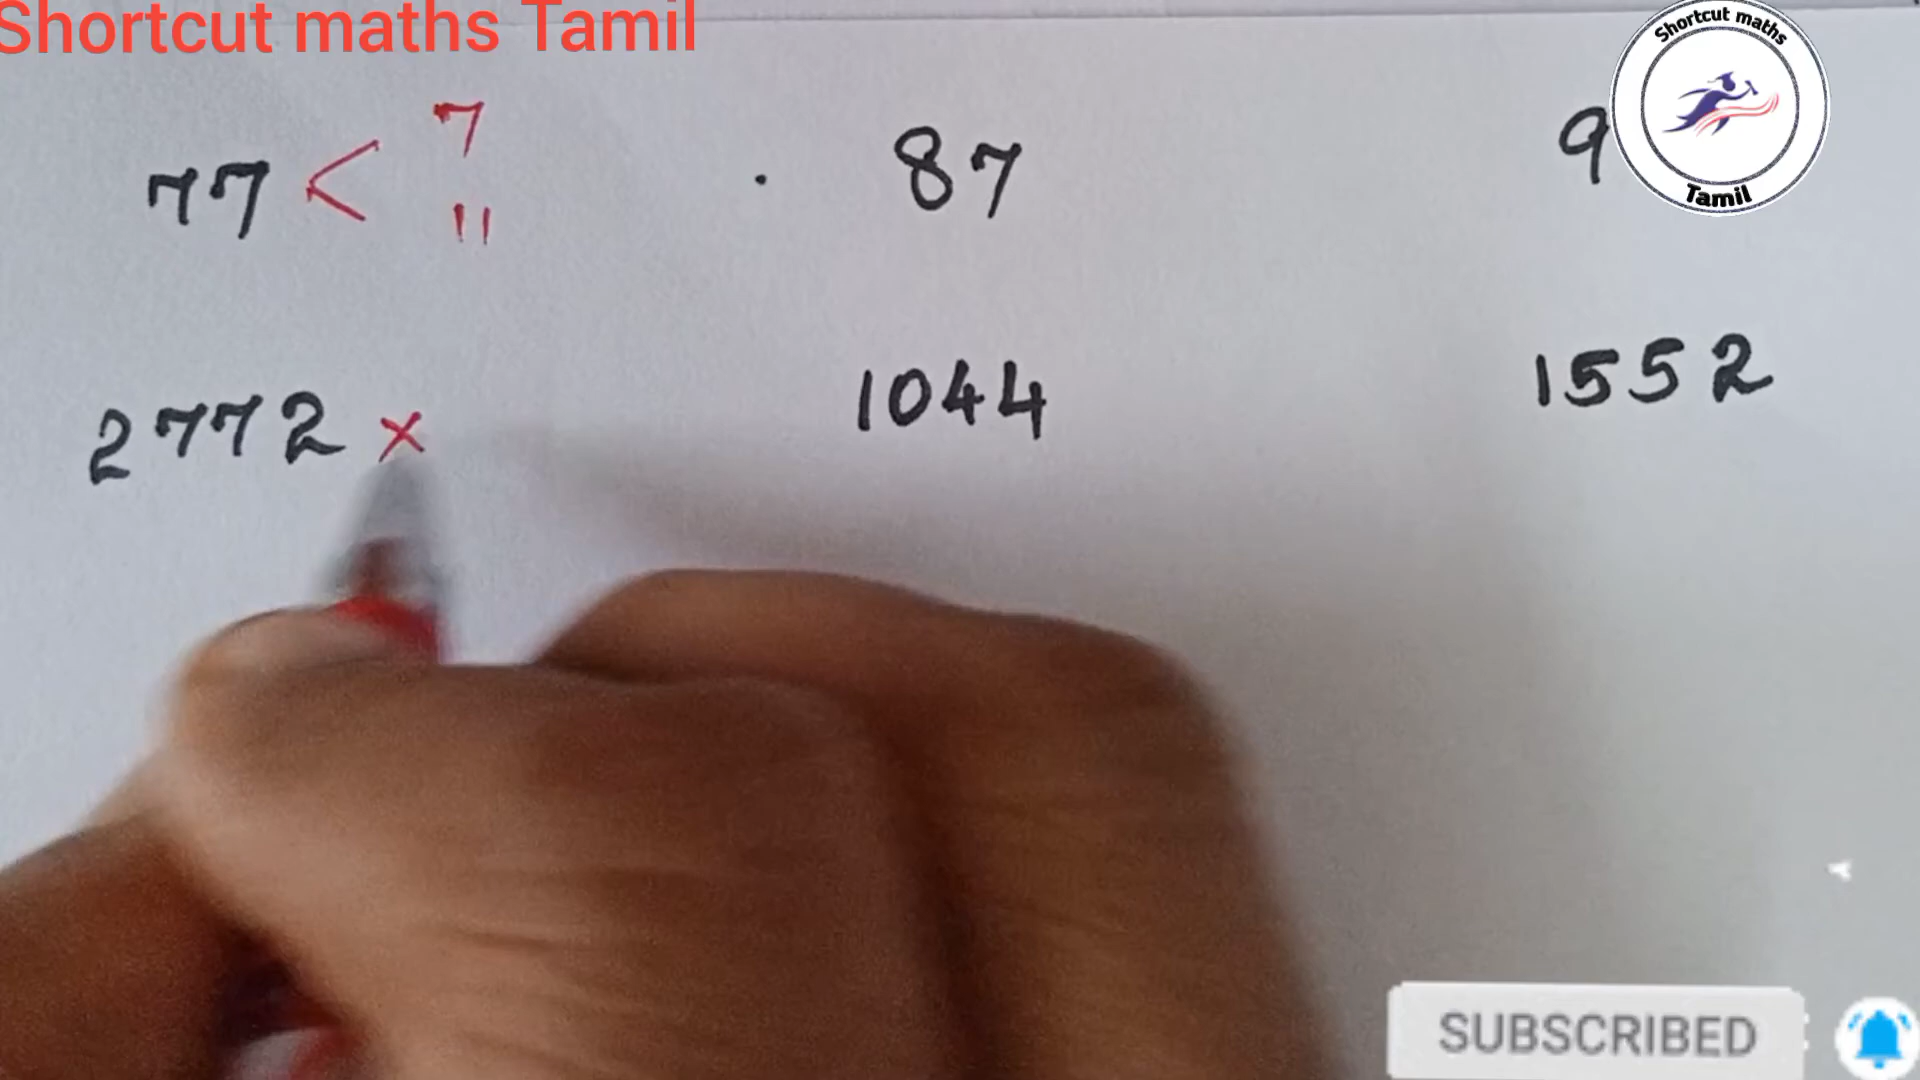 Shortcut maths Tamil
Shortcut maths
Tamil
77 < 7
11
87
9
2772 ×
1044
1552
SUBSCRIBED